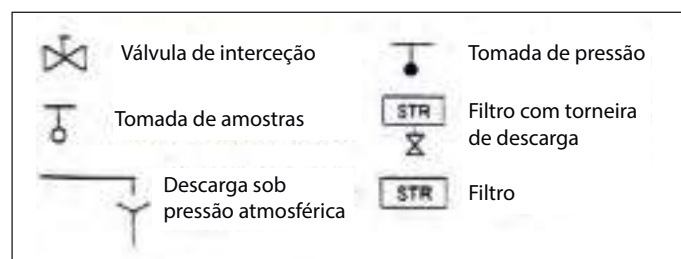 Válvula de interceção
Tomada de pressão
Tomada de amostras
STR
Filtro com torneira
de descarga
Descarga sob
pressão atmosférica
STR
Filtro